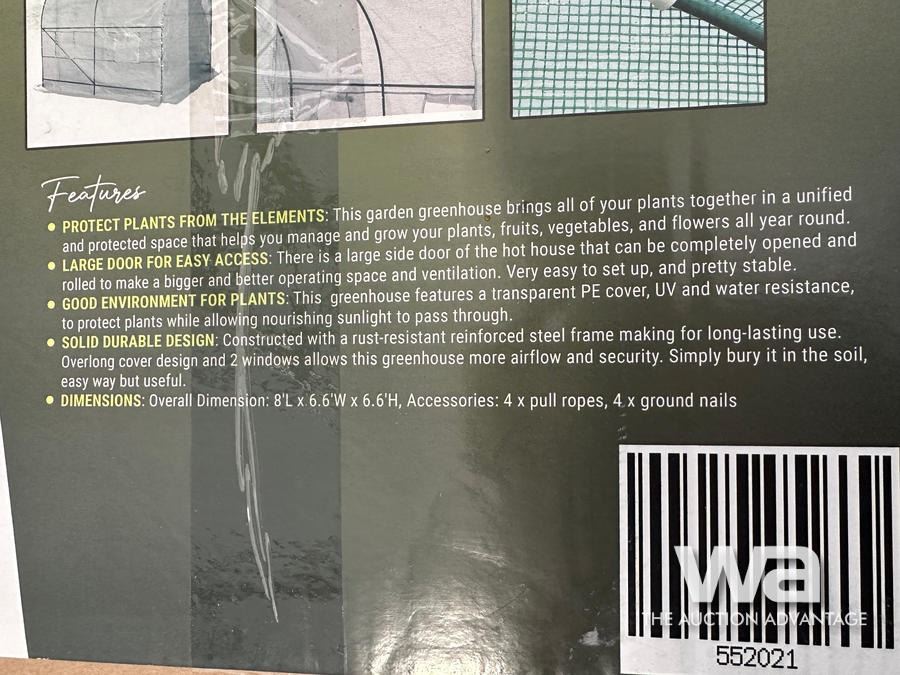 Features
• PROTECT PLANTS FROM THE ELEMENTS: This garden greenhouse brings all of your plants together in a unified
and protected space that helps you manage and grow your plants, fruits, vegetables, and flowers all year round.
• LARGE DOOR FOR EASY ACCESS: There is a large side door of the hot house that can be completely opened and
rolled to make a bigger and better operating space and ventilation. Very easy to set up, and pretty stable.
• GOOD ENVIRONMENT FOR PLANTS: This greenhouse features a transparent PE cover, UV and water resistance,
to protect plants while allowing nourishing sunlight to pass through.
• SOLID DURABLE DESIGN: Constructed with a rust-resistant reinforced steel frame making for long-lasting use.
Overlong cover design and 2 windows allows this greenhouse more airflow and security. Simply bury it in the soil,
easy way but useful.
• DIMENSIONS: Overall Dimension: 8'L x 6.6'W x 6.6'H, Accessories: 4 x pull ropes, 4 x ground nails
wa
THE AUCTION ADVANTAGE
552021